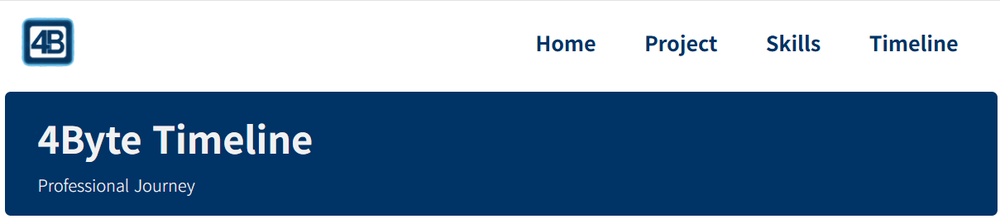 4B
Home Project Skills Timeline
4Byte Timeline
Professional Journey